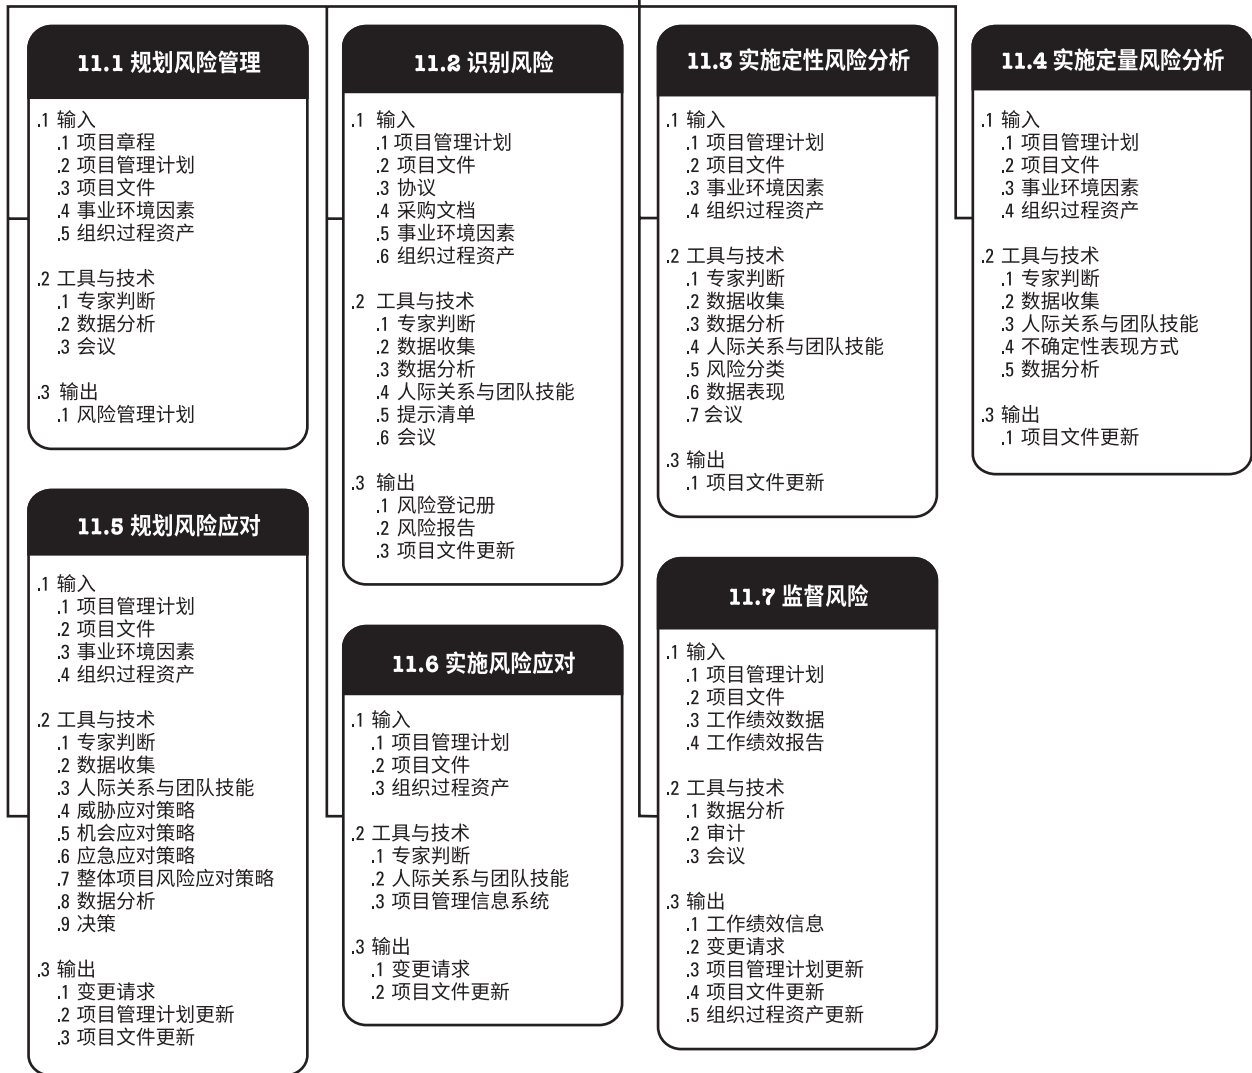 11.1 规划风险管理
.1 输入
.1 项目章程
.2 项目管理计划
.3 项目文件
.4 事业环境因素
.5 组织过程资产
.2 工具与技术
.1 专家判断
.2 数据分析
.3 会议
.3 输出
.1 风险管理计划
11.2 识别风险
.1 输入
.1 项目管理计划
.2 项目文件
.3 协议
.4 采购文档
.5 事业环境因素
.6 组织过程资产
.2 工具与技术
.1 专家判断
.2 数据收集
.3 数据分析
.4 人际关系与团队技能
.5 提示清单
.6 会议
.3 输出
.1 风险登记册
.2 风险报告
.3 项目文件更新
11.3 实施定性风险分析
.1 输入
.1 项目管理计划
.2 项目文件
.3 事业环境因素
.4 组织过程资产
.2 工具与技术
.1 专家判断
.2 数据收集
.3 数据分析
.4 人际关系与团队技能
.5 风险分类
.6 数据表现
.7 会议
.3 输出
.1 项目文件更新
11.4 实施定量风险分析
.1 输入
.1 项目管理计划
.2 项目文件
.3 事业环境因素
.4 组织过程资产
.2 工具与技术
.1 专家判断
.2 数据收集
.3 人际关系与团队技能
.4 不确定性表现方式
.5 数据分析
.3 输出
.1 项目文件更新
11.5 规划风险应对
.1 输入
.1 项目管理计划
.2 项目文件
.3 事业环境因素
.4 组织过程资产
.2 工具与技术
.1 专家判断
.2 数据收集
.3 人际关系与团队技能
.4 威胁应对策略
.5 机会应对策略
.6 应急应对策略
.7 整体项目风险应对策略
.8 数据分析
.9 决策
.3 输出
.1 变更请求
.2 项目管理计划更新
.3 项目文件更新
11.6 实施风险应对
.1 输入
.1 项目管理计划
.2 项目文件
.3 组织过程资产
.2 工具与技术
.1 专家判断
.2 人际关系与团队技能
.3 项目管理信息系统
.3 输出
.1 变更请求
.2 项目文件更新
11.7 监督风险
.1 输入
.1 项目管理计划
.2 项目文件
.3 工作绩效数据
.4 工作绩效报告
.2 工具与技术
.1 数据分析
.2 审计
.3 会议
.3 输出
.1 工作绩效信息
.2 变更请求
.3 项目管理计划更新
.4 项目文件更新
.5 组织过程资产更新